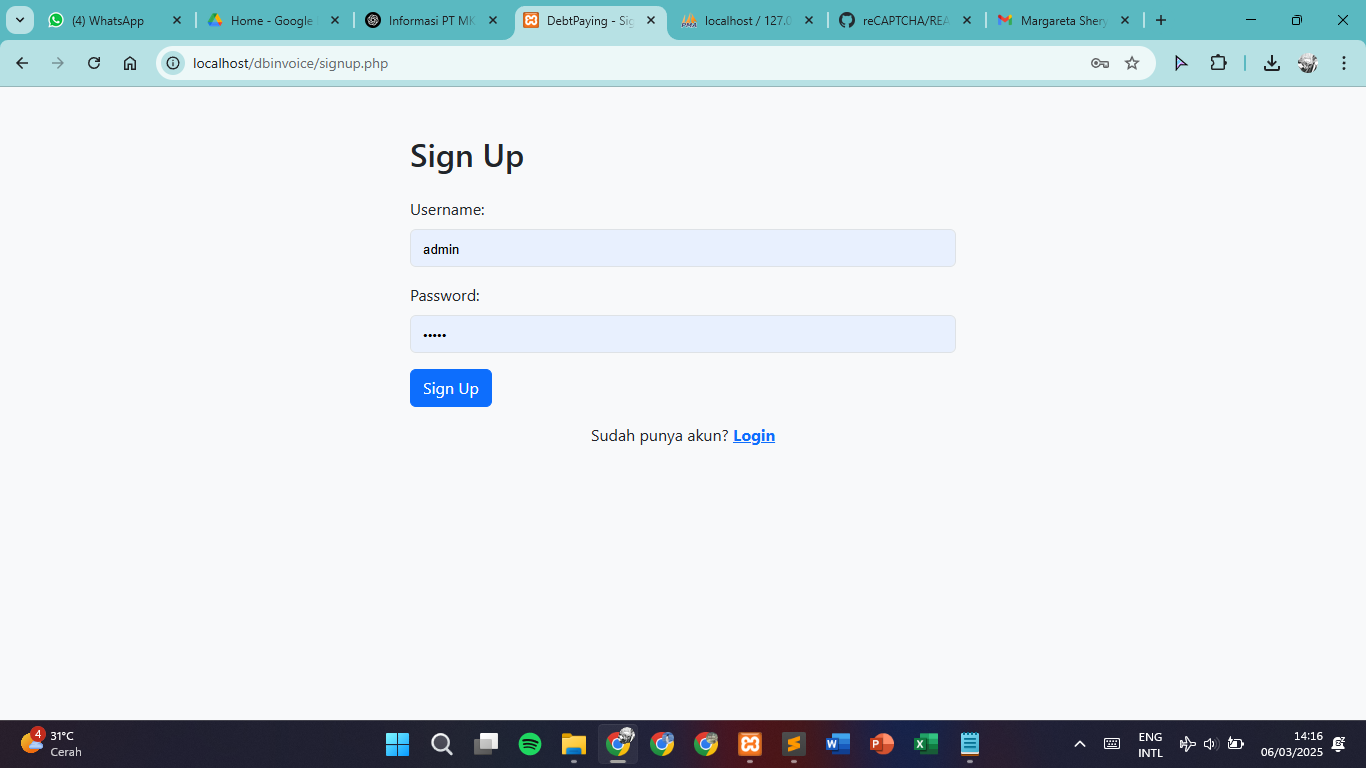 (4) WhatsApp
Home - Google
Informasi PT MK
DebtPaying - Sig
localhost / 127.0
reCAPTCHA/REA
Margareta Shery
localhost/dbinvoice/signup.php
Sign Up
Username:
admin
Password:
•••••
Sign Up
Sudah punya akun? Login
4
31°C
Cerah
ENG
INTL
14:16
06/03/2025